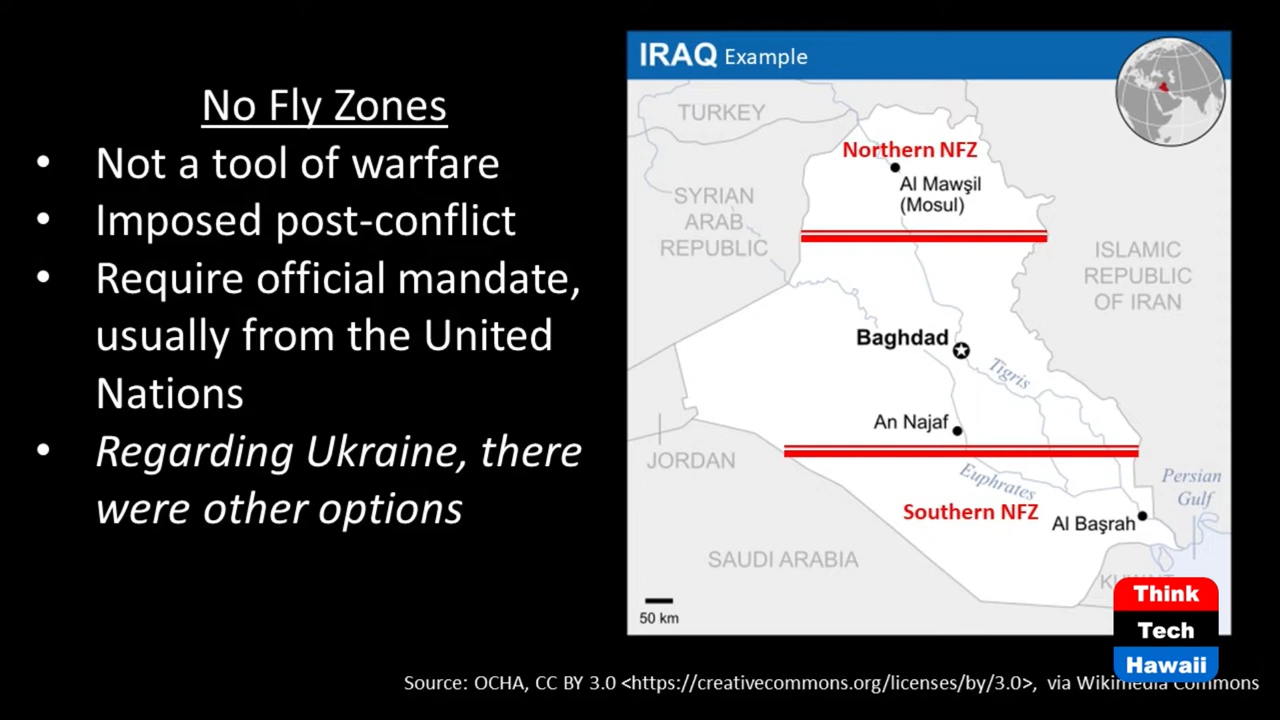 No Fly Zones
• Not a tool of warfare
• Imposed post-conflict
• Require official mandate,
usually from the United
Nations
• Regarding Ukraine, there
were other options
IRAQ Example
TURKEY
Northern NFZ
Al Mawşil
(Mosul)
SYRIAN
ARAB
REPUBLIC
ISLAMIC
REPUBLIC
OF IRAN
Baghdad
Tigris
An Najaf
JORDAN
Euphrates
Persian
Gulf
Southern NFZ
Al Başrah
SAUDI ARABIA
KUWAIT
50 km
Think
Tech
Hawaii
Source: OCHA, CC BY 3.0 <https://creativecommons.org/licenses/by/3.0>, via Wikimedia Commons